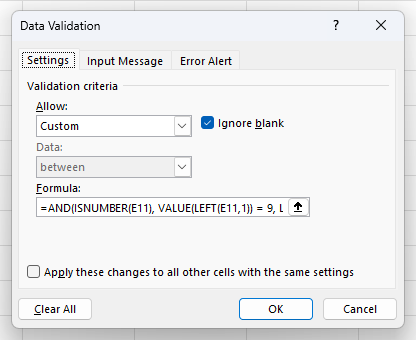 Data Validation ?
Settings Input Message Error Alert
Validation criteria
Allow:
Custom Ignore blank
Data:
between
Formula:
=AND(ISNUMBER(E11), VALUE(LEFT(E11,1)) = 9, L
Apply these changes to all other cells with the same settings
Clear All OK Cancel